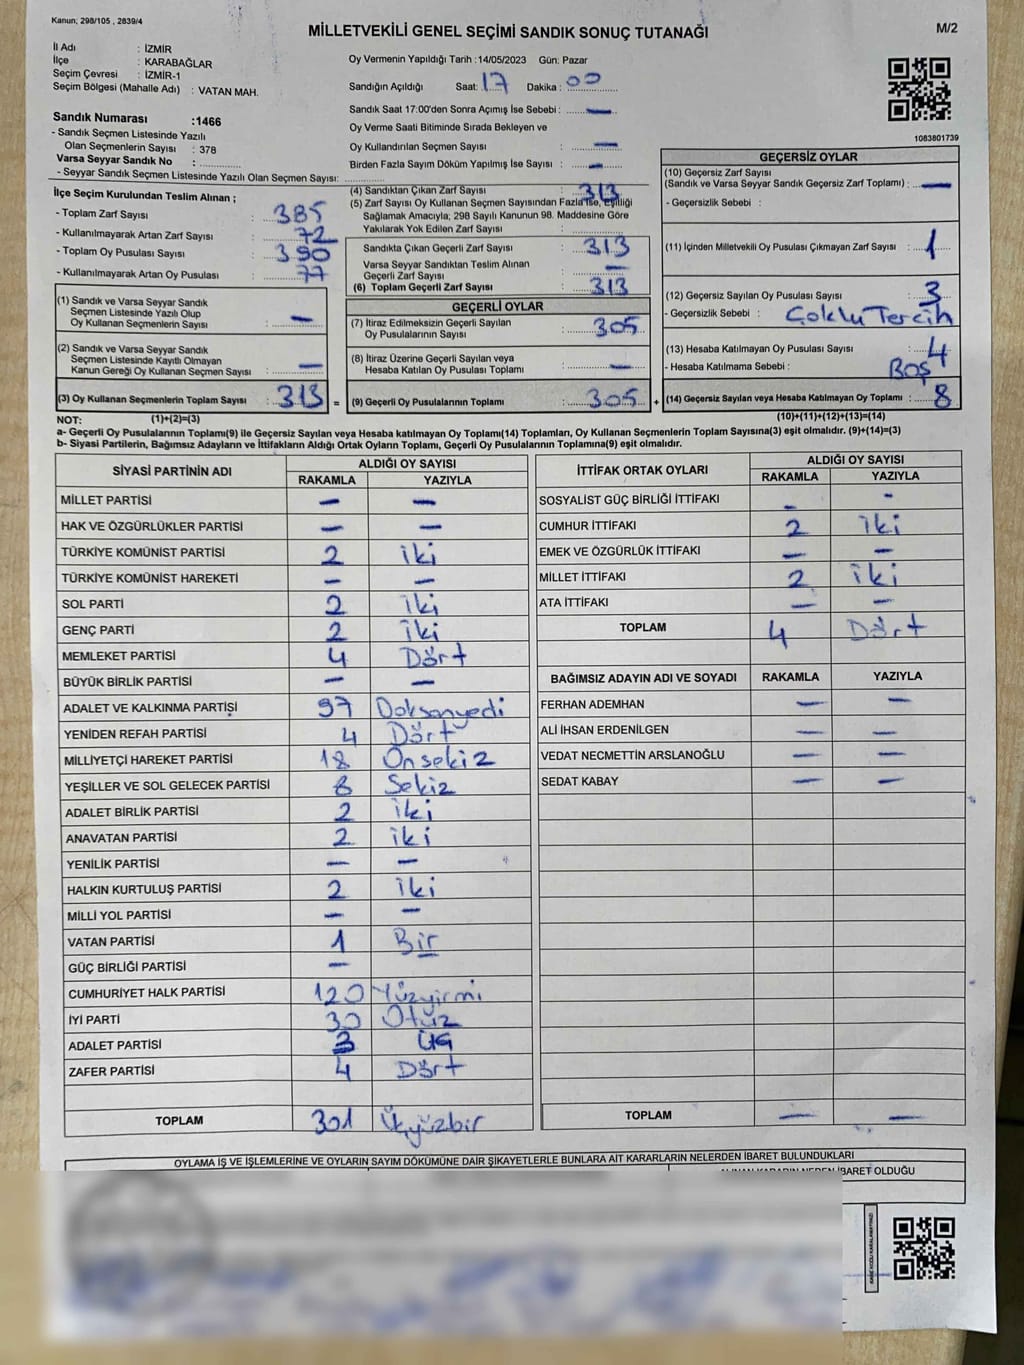 Kanun; 298/105 , 2839/4
MİLLETVEKİLİ GENEL SEÇİMİ SANDIK SONUÇ TUTANAĞI
M/2
İl Adı : İZMİR
İlçe : KARABAĞLAR
Seçim Çevresi : İZMİR-1
Seçim Bölgesi (Mahalle Adı) : VATAN MAH.
Oy Vermenin Yapıldığı Tarih :14/05/2023 Gün: Pazar
Sandığın Açıldığı Saat: 17 Dakika : 00
Sandık Saat 17:00'den Sonra Açımış İse Sebebi : —
Oy Verme Saati Bitiminde Sırada Bekleyen ve
Oy Kullandırılan Seçmen Sayısı : —
Birden Fazla Sayım Döküm Yapılmış İse Sayısı : —
1083801739
Sandık Numarası :1466
- Sandık Seçmen Listesinde Yazılı
Olan Seçmenlerin Sayısı : 378
Varsa Seyyar Sandık No :
- Seyyar Sandık Seçmen Listesinde Yazılı Olan Seçmen Sayısı:
İlçe Seçim Kurulundan Teslim Alınan ;
- Toplam Zarf Sayısı : 385
- Kullanılmayarak Artan Zarf Sayısı : 72
- Toplam Oy Pusulası Sayısı : 390
- Kullanılmayarak Artan Oy Pusulası : 77
(1) Sandık ve Varsa Seyyar Sandık
Seçmen Listesinde Yazılı Olup
Oy Kullanan Seçmenlerin Sayısı : —
(2) Sandık ve Varsa Seyyar Sandık
Seçmen Listesinde Kayıtlı Olmayan
Kanun Gereği Oy Kullanan Seçmen Sayısı : —
(3) Oy Kullanan Seçmenlerin Toplam Sayısı : 313 =
(4) Sandıktan Çıkan Zarf Sayısı : 313
(5) Zarf Sayısı Oy Kullanan Seçmen Sayısından Fazla İse, Eşitliği
Sağlamak Amacıyla; 298 Sayılı Kanunun 98. Maddesine Göre
Yakılarak Yok Edilen Zarf Sayısı :
Sandıkta Çıkan Geçerli Zarf Sayısı : 313
Varsa Seyyar Sandıktan Teslim Alınan
Geçerli Zarf Sayısı : —
(6) Toplam Geçerli Zarf Sayısı : 313
GEÇERLİ OYLAR
(7) İtiraz Edilmeksizin Geçerli Sayılan
Oy Pusulalarının Sayısı : 305
(8) İtiraz Üzerine Geçerli Sayılan veya
Hesaba Katılan Oy Pusulası Toplamı : —
(9) Geçerli Oy Pusulalarının Toplamı : 305 +
GEÇERSİZ OYLAR
(10) Geçersiz Zarf Sayısı
(Sandık ve Varsa Seyyar Sandık Geçersiz Zarf Toplamı) : —
- Geçersizlik Sebebi :
(11) İçinden Milletvekili Oy Pusulası Çıkmayan Zarf Sayısı : 1
(12) Geçersiz Sayılan Oy Pusulası Sayısı : 3
- Geçersizlik Sebebi : Çoklu Tercih
(13) Hesaba Katılmayan Oy Pusulası Sayısı : 4
- Hesaba Katılmama Sebebi : Boş
(14) Geçersiz Sayılan veya Hesaba Katılmayan Oy Toplamı : 8
NOT: (1)+(2)=(3)
(10)+(11)+(12)+(13)=(14)
a- Geçerli Oy Pusulalarının Toplamı(9) ile Geçersiz Sayılan veya Hesaba katılmayan Oy Toplamı(14) Toplamları, Oy Kullanan Seçmenlerin Toplam Sayısına(3) eşit olmalıdır. (9)+(14)=(3)
b- Siyasi Partilerin, Bağımsız Adayların ve İttifakların Aldığı Ortak Oyların Toplamı, Geçerli Oy Pusulalarının Toplamına(9) eşit olmalıdır.
SİYASİ PARTİNİN ADI ALDIĞI OY SAYISI
RAKAMLA YAZIYLA
MİLLET PARTİSİ — —
HAK VE ÖZGÜRLÜKLER PARTİSİ — —
TÜRKİYE KOMÜNİST PARTİSİ 2 iki
TÜRKİYE KOMÜNİST HAREKETİ — —
SOL PARTİ 2 iki
GENÇ PARTİ 2 iki
MEMLEKET PARTİSİ 4 Dört
BÜYÜK BİRLİK PARTİSİ — —
ADALET VE KALKINMA PARTİSİ 97 Doksanyedi
YENİDEN REFAH PARTİSİ 4 Dört
MİLLİYETÇİ HAREKET PARTİSİ 18 Onsekiz
YEŞİLLER VE SOL GELECEK PARTİSİ 8 Sekiz
ADALET BİRLİK PARTİSİ 2 iki
ANAVATAN PARTİSİ 2 iki
YENİLİK PARTİSİ — —
HALKIN KURTULUŞ PARTİSİ 2 iki
MİLLİ YOL PARTİSİ — —
VATAN PARTİSİ 1 Bir
GÜÇ BİRLİĞİ PARTİSİ —
CUMHURİYET HALK PARTİSİ 120 Yüzyirmi
İYİ PARTİ 30 Otuz
ADALET PARTİSİ 3 Üç
ZAFER PARTİSİ 4 Dört
TOPLAM 301 Üçyüzbir
İTTİFAK ORTAK OYLARI ALDIĞI OY SAYISI
RAKAMLA YAZIYLA
SOSYALİST GÜÇ BİRLİĞİ İTTİFAKI — —
CUMHUR İTTİFAKI 2 iki
EMEK VE ÖZGÜRLÜK İTTİFAKI — —
MİLLET İTTİFAKI 2 iki
ATA İTTİFAKI — —
TOPLAM 4 Dört
BAĞIMSIZ ADAYIN ADI VE SOYADI RAKAMLA YAZIYLA
FERHAN ADEMHAN — —
ALİ İHSAN ERDENİLGEN — —
VEDAT NECMETTİN ARSLANOĞLU — —
SEDAT KABAY — —
TOPLAM — —
OYLAMA İŞ VE İŞLEMLERİNE VE OYLARIN SAYIM DÖKÜMÜNE DAİR ŞİKAYETLERLE BUNLARA AİT KARARLARIN NELERDEN İBARET BULUNDUKLARI
ALINAN KARARIN NEDEN İBARET OLDUĞU